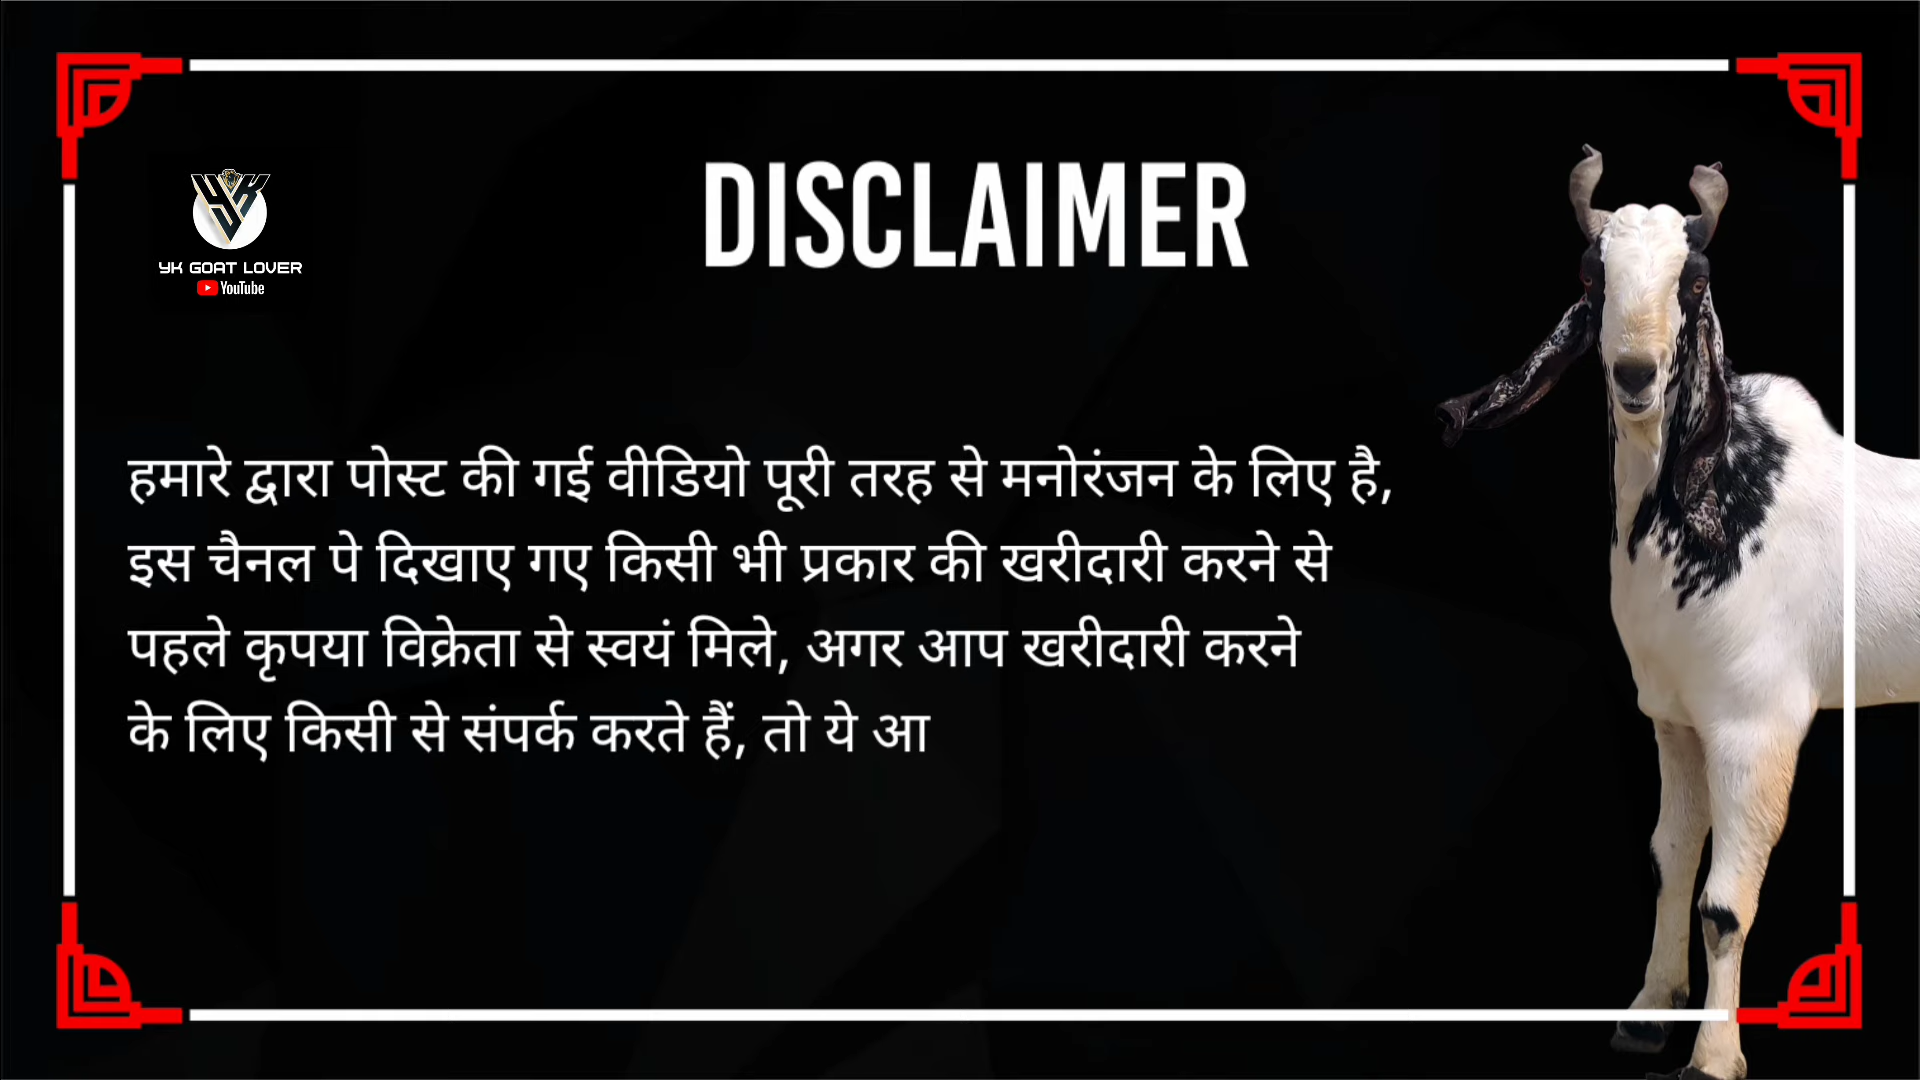 DISCLAIMER
YK GOAT LOVER
YouTube
हमारे द्वारा पोस्ट की गई वीडियो पूरी तरह से मनोरंजन के लिए है,
इस चैनल पे दिखाए गए किसी भी प्रकार की खरीदारी करने से
पहले कृपया विक्रेता से स्वयं मिले, अगर आप खरीदारी करने
के लिए किसी से संपर्क करते हैं, तो ये आ